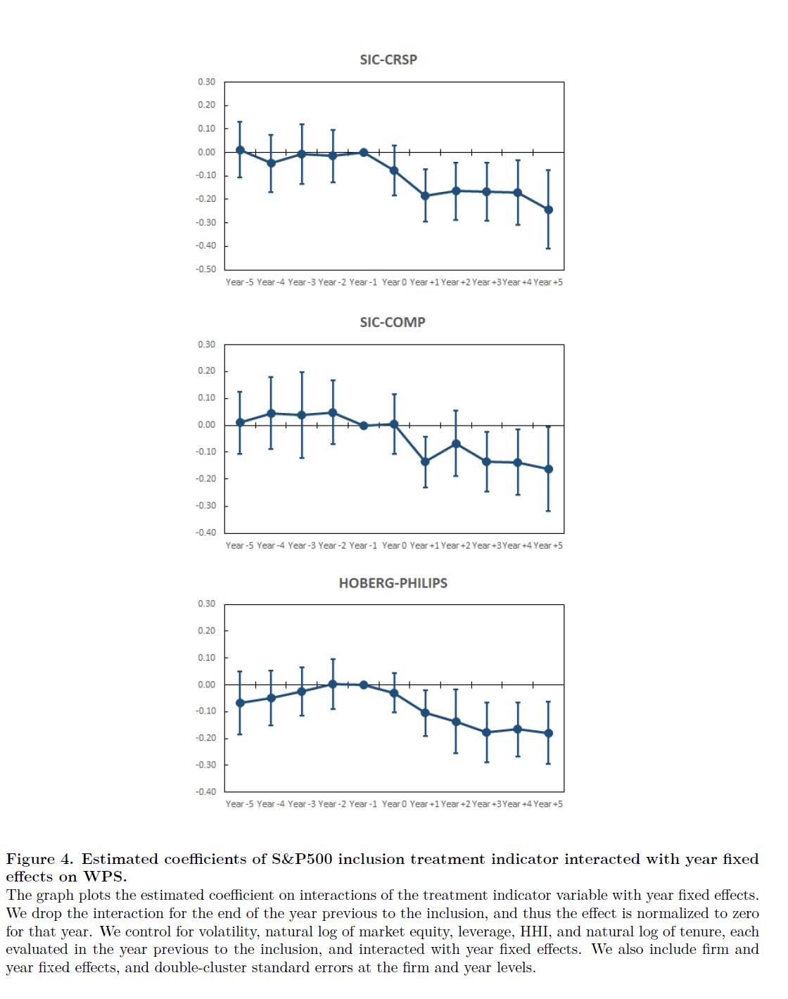 SIC-CRSP
0.30
0.20
0.10
0.00
-0.10
-0.20
-0.30
-0.40
-0.50
Year -5 Year -4 Year -3 Year -2 Year -1 Year 0 Year +1 Year +2 Year +3 Year +4 Year +5
SIC-COMP
0.30
0.20
0.10
0.00
-0.10
-0.20
-0.30
-0.40
Year -5 Year -4 Year -3 Year -2 Year -1 Year 0 Year +1 Year +2 Year +3 Year +4 Year +5
HOBERG-PHILIPS
0.30
0.20
0.10
0.00
-0.10
-0.20
-0.30
-0.40
Year -5 Year -4 Year -3 Year -2 Year -1 Year 0 Year +1 Year +2 Year +3 Year +4 Year +5
Figure 4. Estimated coefficients of S&P500 inclusion treatment indicator interacted with year fixed
effects on WPS.
The graph plots the estimated coefficient on interactions of the treatment indicator variable with year fixed effects.
We drop the interaction for the end of the year previous to the inclusion, and thus the effect is normalized to zero
for that year. We control for volatility, natural log of market equity, leverage, HHI, and natural log of tenure, each
evaluated in the year previous to the inclusion, and interacted with year fixed effects. We also include firm and
year fixed effects, and double-cluster standard errors at the firm and year levels.